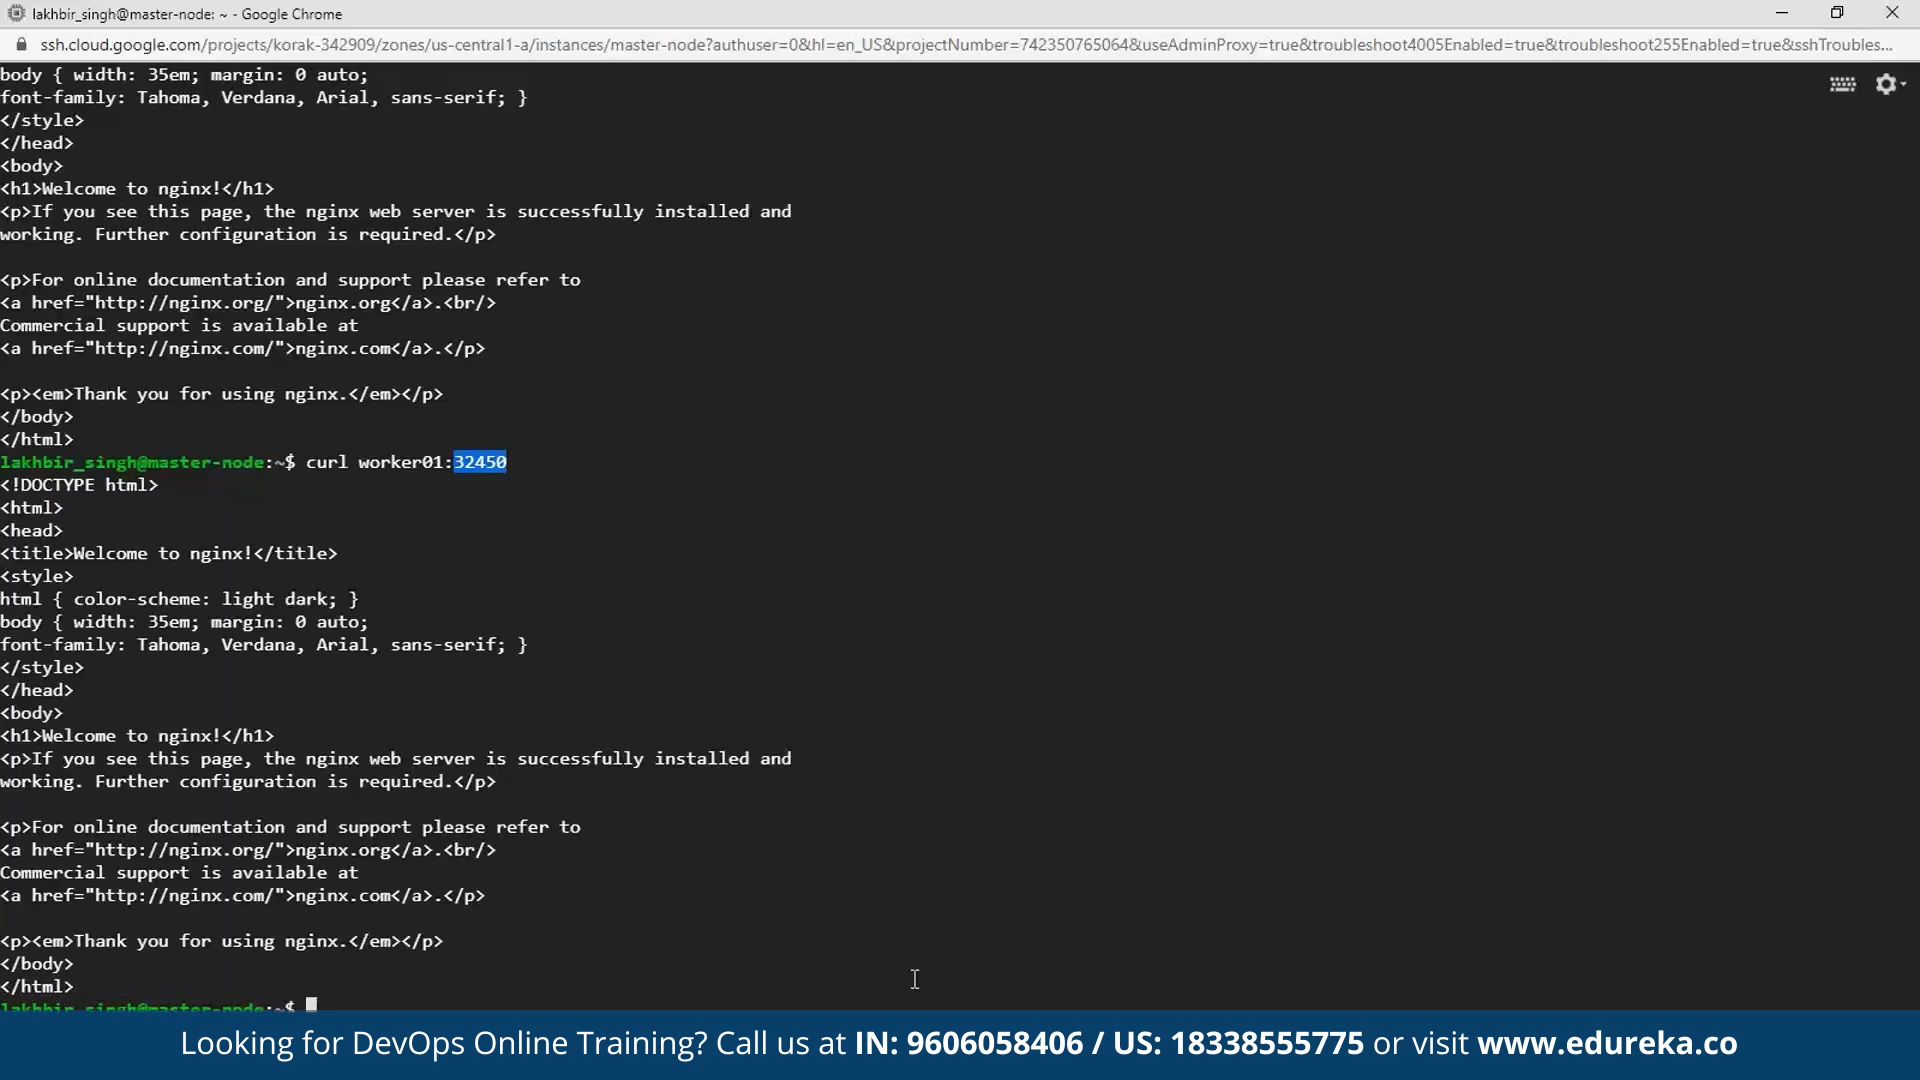 lakhbir_singh@master-node: ~ - Google Chrome
ssh.cloud.google.com/projects/korak-342909/zones/us-central1-a/instances/master-node?authuser=0&hl=en_US&projectNumber=742350765064&useAdminProxy=true&troubleshoot4005Enabled=true&troubleshoot255Enabled=true&sshTroubles...
body { width: 35em; margin: 0 auto;
font-family: Tahoma, Verdana, Arial, sans-serif; }
</style>
</head>
<body>
<h1>Welcome to nginx!</h1>
<p>If you see this page, the nginx web server is successfully installed and
working. Further configuration is required.</p>
<p>For online documentation and support please refer to
<a href="http://nginx.org/">nginx.org</a>.<br/>
Commercial support is available at
<a href="http://nginx.com/">nginx.com</a>.</p>
<p><em>Thank you for using nginx.</em></p>
</body>
</html>
lakhbir_singh@master-node:~$ curl worker01:32450
<!DOCTYPE html>
<html>
<head>
<title>Welcome to nginx!</title>
<style>
html { color-scheme: light dark; }
body { width: 35em; margin: 0 auto;
font-family: Tahoma, Verdana, Arial, sans-serif; }
</style>
</head>
<body>
<h1>Welcome to nginx!</h1>
<p>If you see this page, the nginx web server is successfully installed and
working. Further configuration is required.</p>
<p>For online documentation and support please refer to
<a href="http://nginx.org/">nginx.org</a>.<br/>
Commercial support is available at
<a href="http://nginx.com/">nginx.com</a>.</p>
<p><em>Thank you for using nginx.</em></p>
</body>
</html>
lakhbir_singh@master-node:~$
Looking for DevOps Online Training? Call us at IN: 9606058406 / US: 18338555775 or visit www.edureka.co